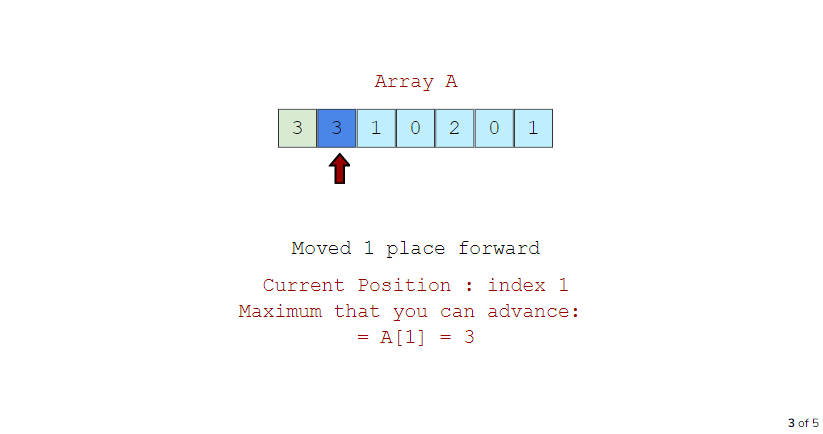 Array A
3 3 1 0 2 0 1
Moved 1 place forward
Current Position : index 1
Maximum that you can advance:
= A[1] = 3
3 of 5